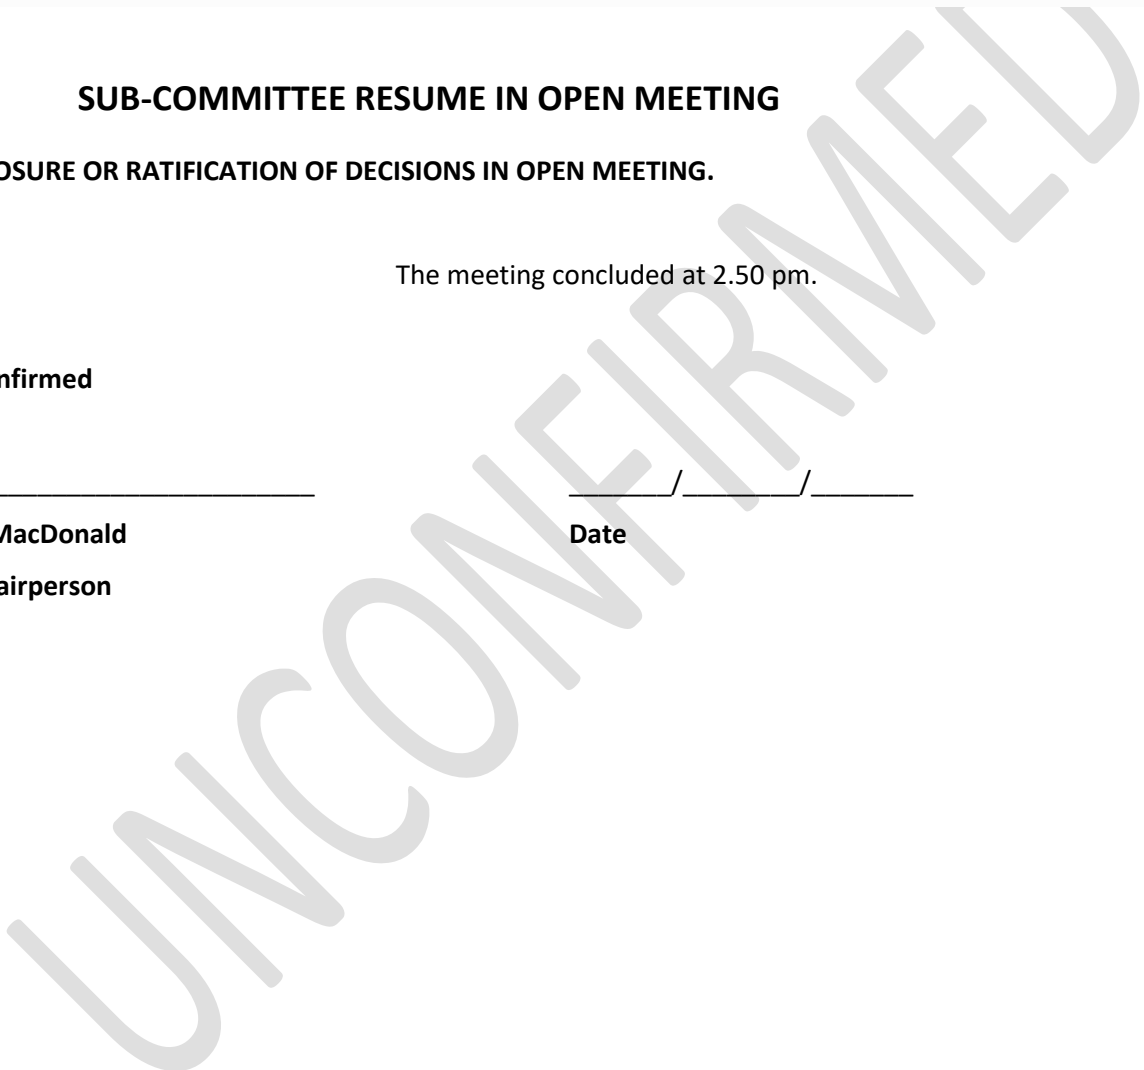 SUB-COMMITTEE RESUME IN OPEN MEETING
OSURE OR RATIFICATION OF DECISIONS IN OPEN MEETING.
The meeting concluded at 2.50 pm.
nfirmed
______________________ _______/________/_______
MacDonald Date
airperson
UNCONFIRMED